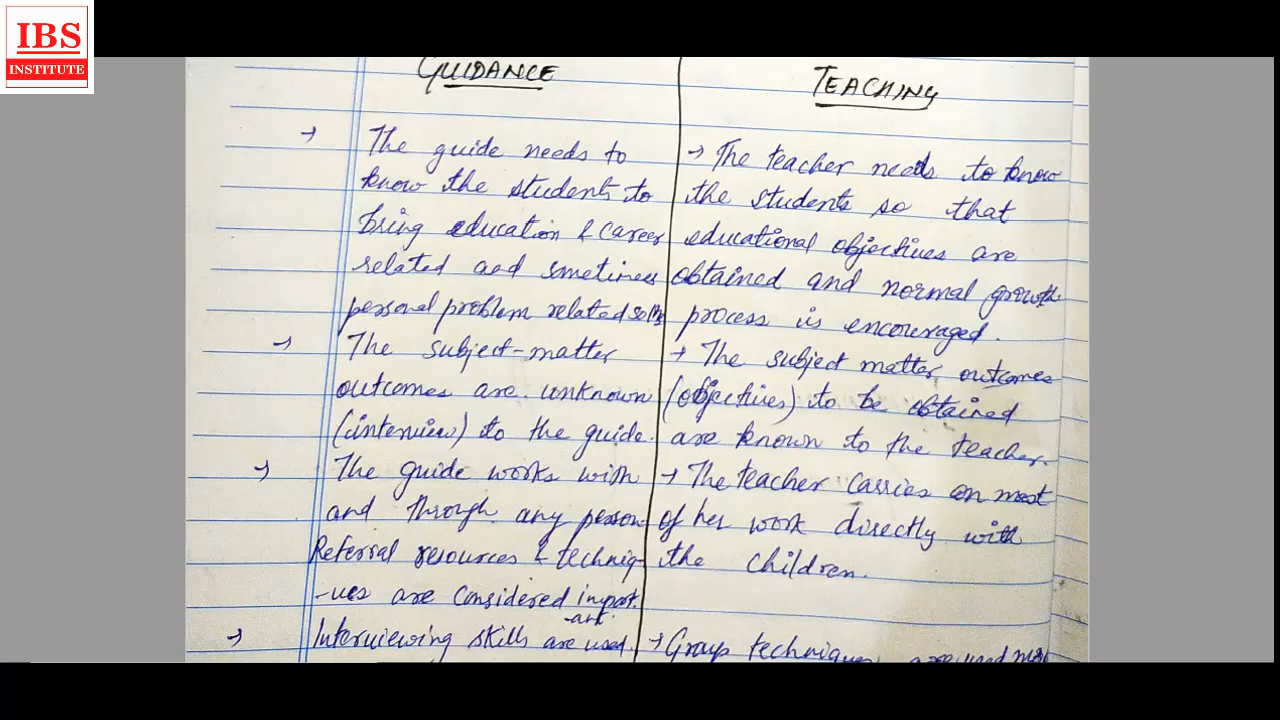 IBS
INSTITUTE
GUIDANCE
→ The guide needs to
know the students to
bring education & career
related and smetimes
personal problem related
→ The subject-matter
outcomes are unknown
(interview) to the guide.
→ The guide works with
and through any person
Referral resources & techniq-
-ues are considered import.
-ant.
→ Interviewing skills are used.
TEACHING
→ The teacher needs to know
the students so that
educational objectives are
obtained and normal growth
process is encouraged.
→ The subject matter outcomes
(objectives) to be obtained
are known to the teacher.
→ The teacher carries on most
of her work directly with
the children.
→ Group techniques are used